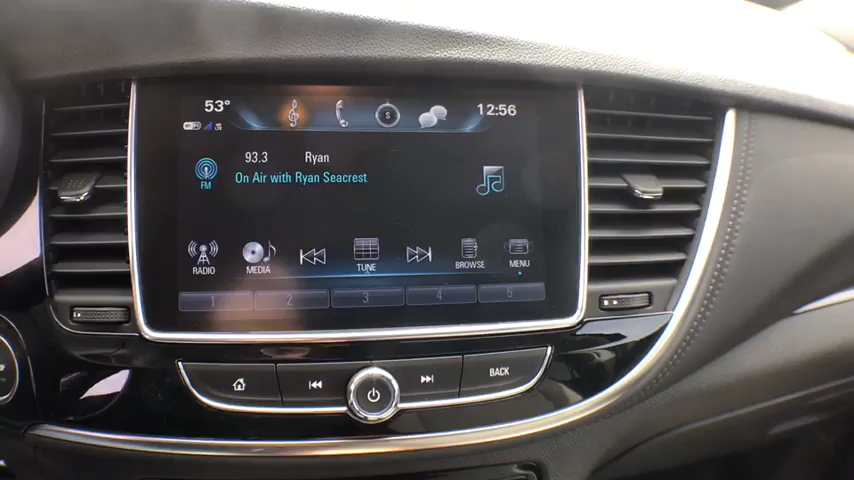 53°
12:56
S
93.3 Ryan
FM
On Air with Ryan Seacrest
RADIO MEDIA TUNE BROWSE MENU
1 2 3 4 5
BACK